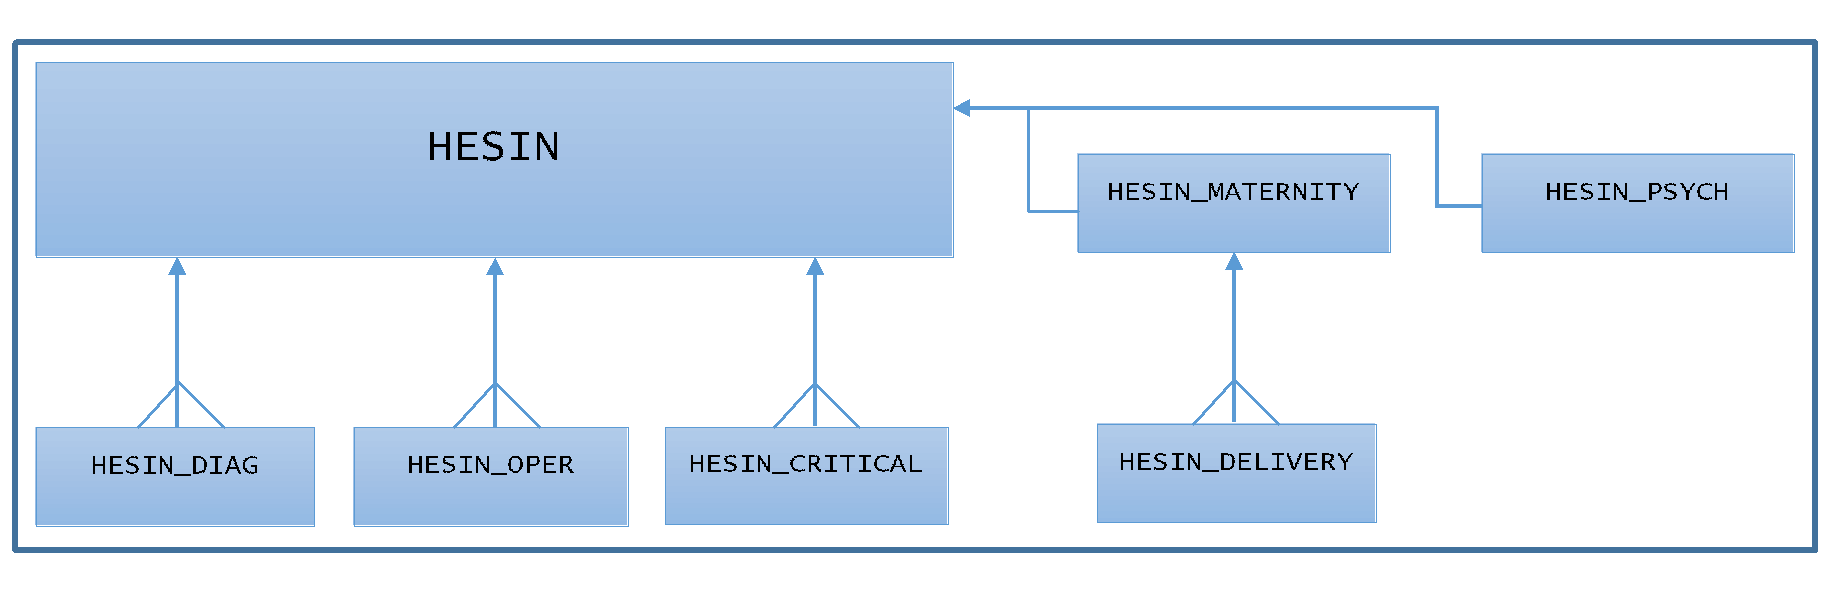 HESIN
HESIN_MATERNITY
HESIN_PSYCH
HESIN_DIAG
HESIN_OPER
HESIN_CRITICAL
HESIN_DELIVERY